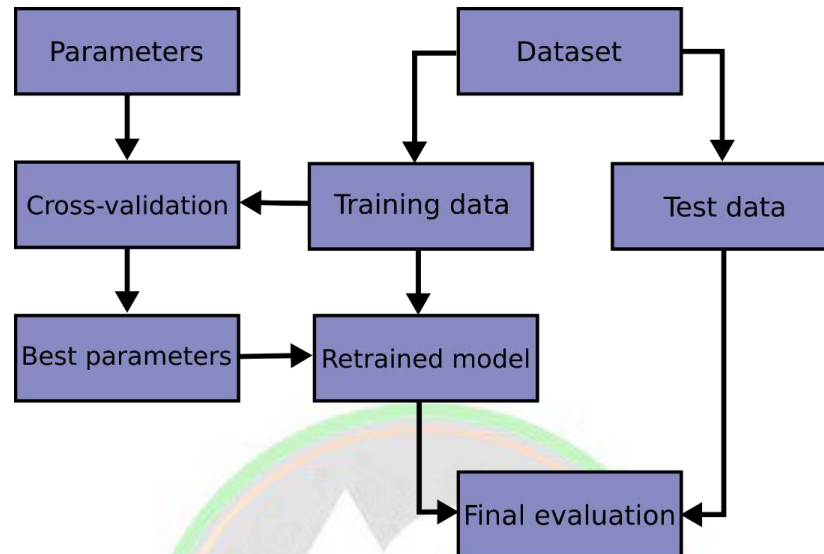 Parameters
Dataset
Cross-validation
Training data
Test data
Best parameters
Retrained model
Final evaluation